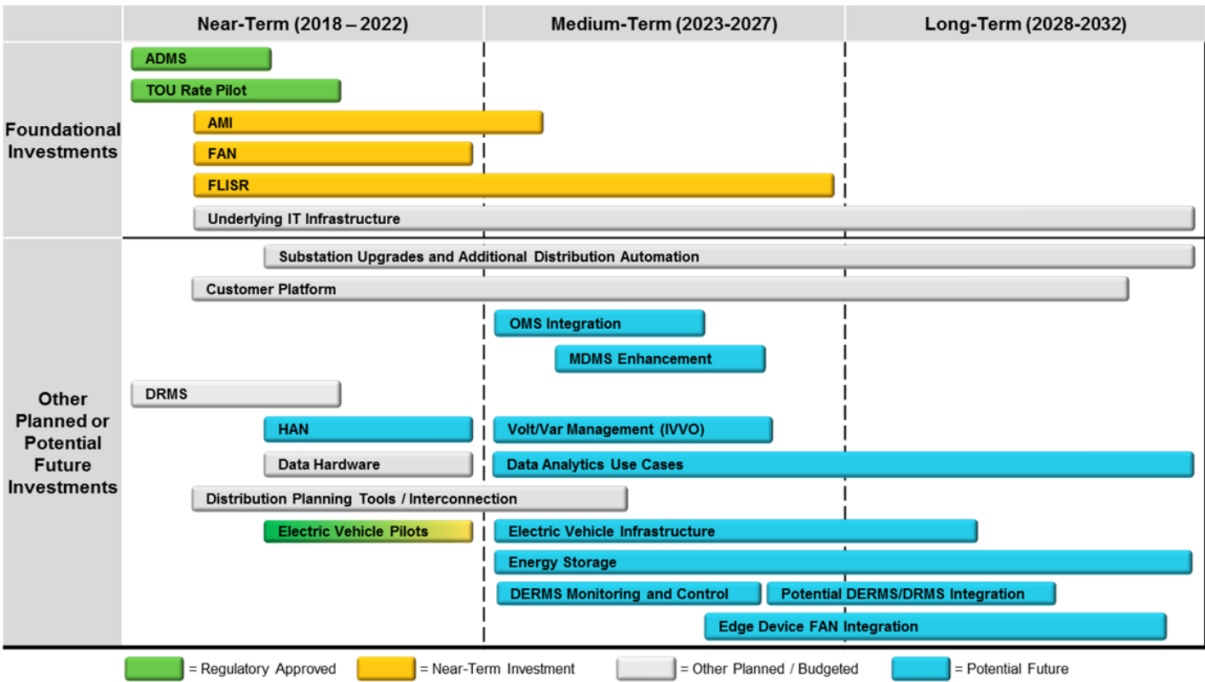 Near-Term (2018 – 2022)
Medium-Term (2023-2027)
Long-Term (2028-2032)
Foundational
Investments
ADMS
TOU Rate Pilot
AMI
FAN
FLISR
Underlying IT Infrastructure
Other
Planned or
Potential
Future
Investments
Substation Upgrades and Additional Distribution Automation
Customer Platform
OMS Integration
MDMS Enhancement
DRMS
HAN
Volt/Var Management (IVVO)
Data Hardware
Data Analytics Use Cases
Distribution Planning Tools / Interconnection
Electric Vehicle Pilots
Electric Vehicle Infrastructure
Energy Storage
DERMS Monitoring and Control
Potential DERMS/DRMS Integration
Edge Device FAN Integration
= Regulatory Approved
= Near-Term Investment
= Other Planned / Budgeted
= Potential Future